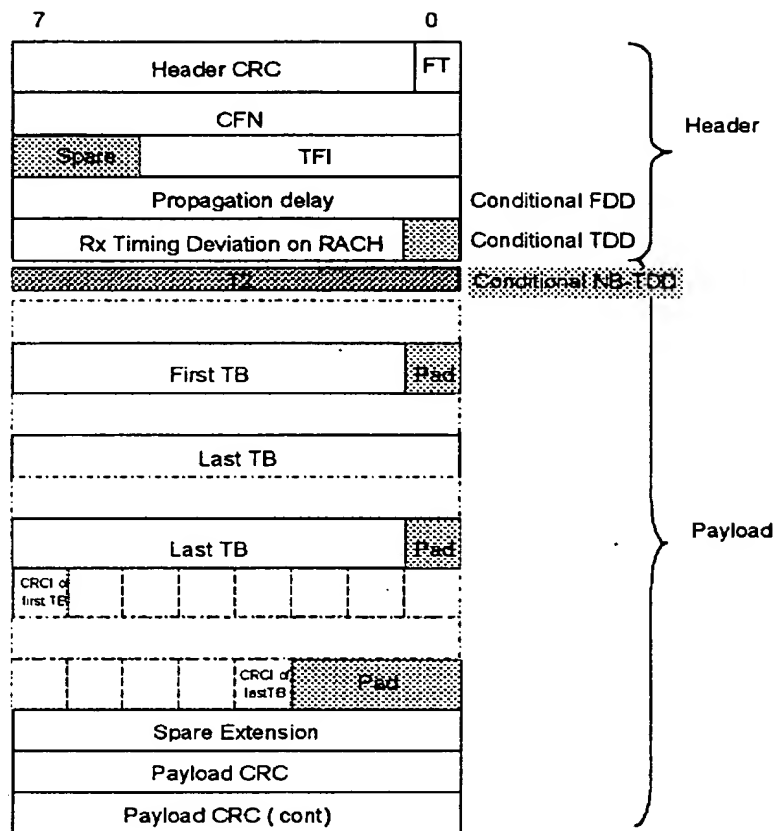 7 0
Header CRC FT
Header
CFN
Spare TFI
Propagation delay Conditional FDD
Rx Timing Deviation on RACH Conditional TDD
T2 Conditional NB-TDD
First TB Pad
Last TB
Last TB Pad
Payload
CRCI of
first TB
CRCI of
lastTB
Pad
Spare Extension
Payload CRC
Payload CRC ( cont)